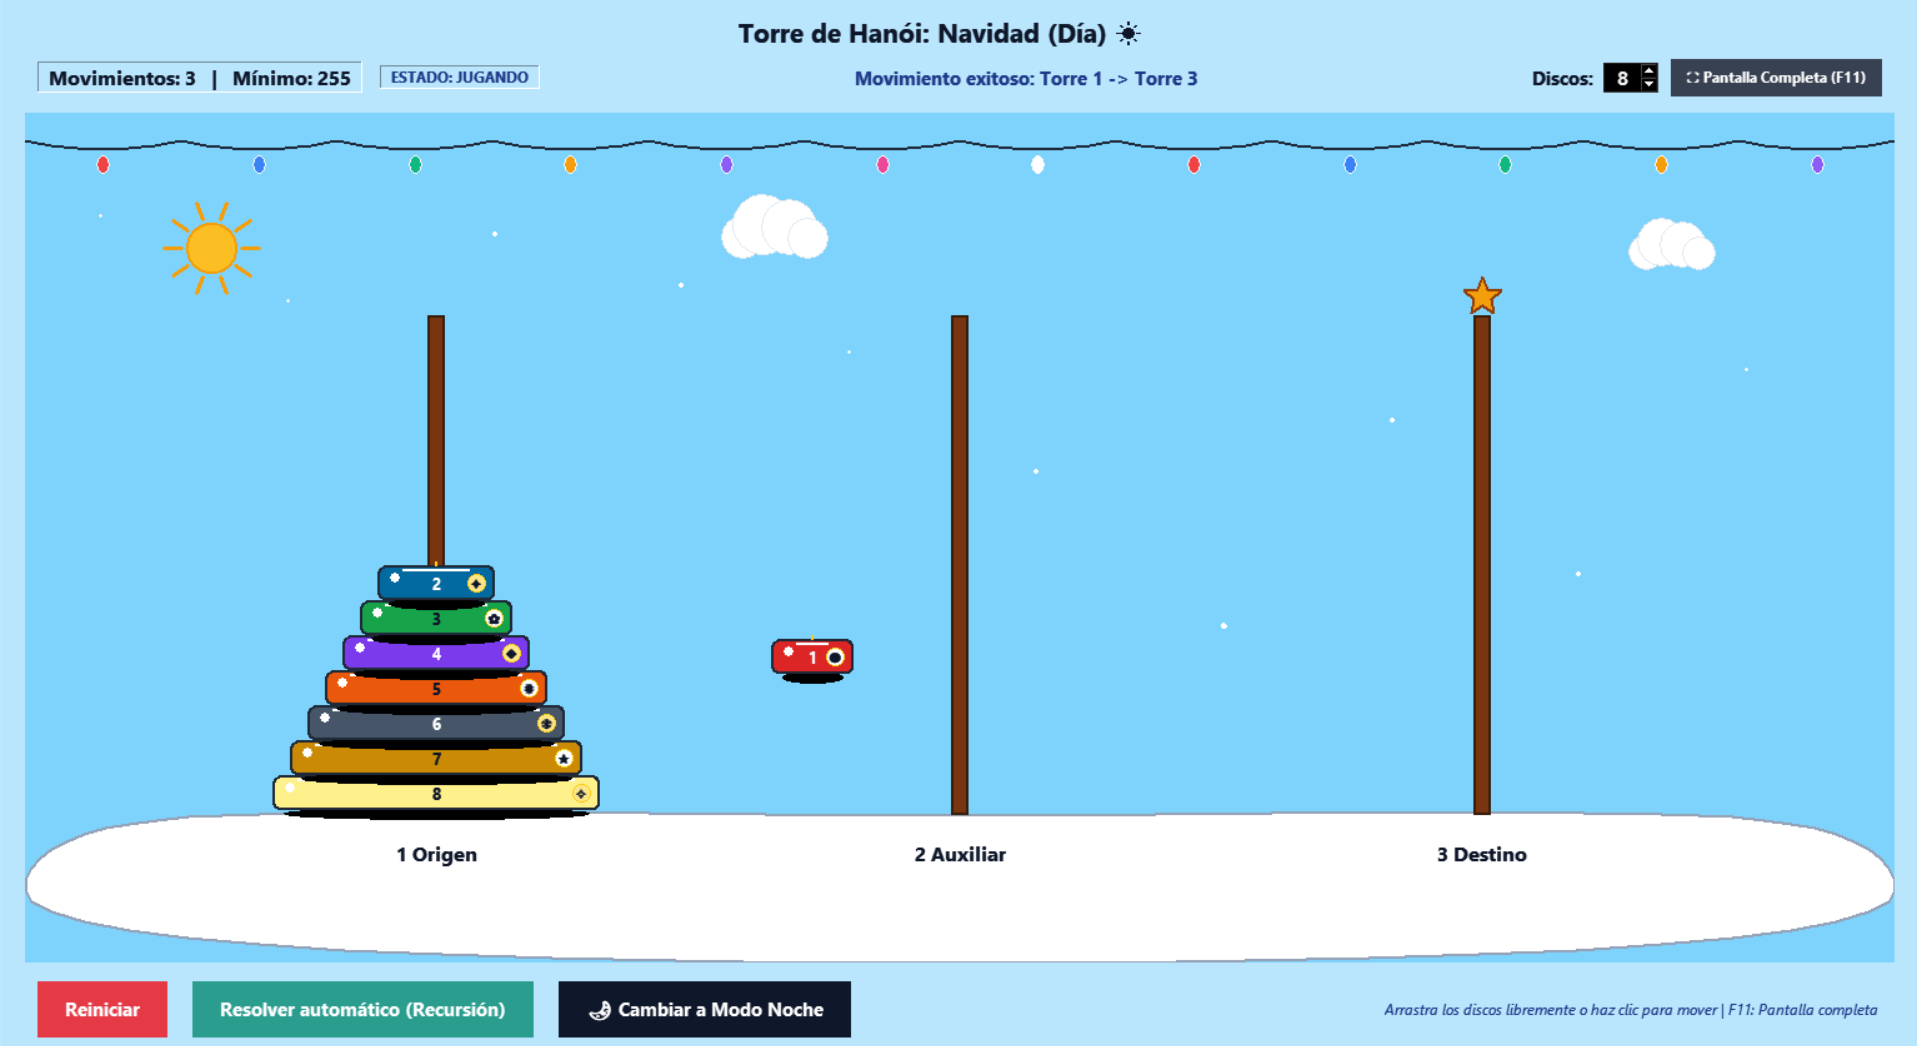 Torre de Hanói: Navidad (Día) ☀
Movimientos: 3 | Mínimo: 255
ESTADO: JUGANDO
Movimiento exitoso: Torre 1 -> Torre 3
Discos: 8
⛶ Pantalla Completa (F11)
2
3
4
1
5
6
7
8
1 Origen
2 Auxiliar
3 Destino
Reiniciar
Resolver automático (Recursión)
🌙 Cambiar a Modo Noche
Arrastra los discos libremente o haz clic para mover | F11: Pantalla completa